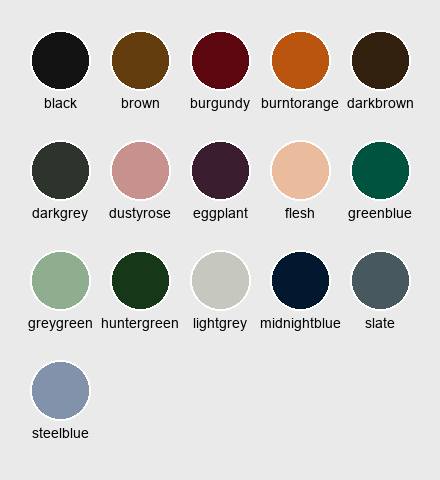 black brown burgundy burntorange darkbrown
darkgrey dustyrose eggplant flesh greenblue
greygreen huntergreen lightgrey midnightblue slate
steelblue